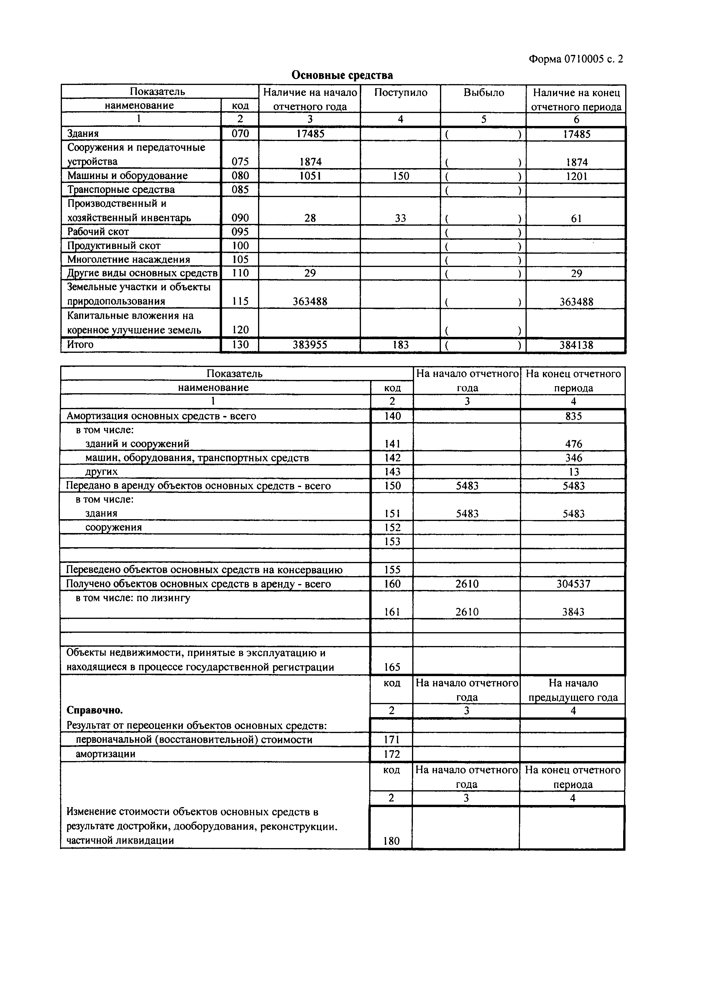 Форма 0710005 с. 2
Основные средства
Показатель Наличие на начало Поступило Выбыло Наличие на конец
наименование код отчетного года отчетного периода
1 2 3 4 5 6
Здания 070 17485 ( ) 17485
Сооружения и передаточные
устройства 075 1874 ( ) 1874
Машины и оборудование 080 1051 150 ( ) 1201
Транспорные средства 085 ( )
Производственный и
хозяйственный инвентарь 090 28 33 ( ) 61
Рабочий скот 095 ( )
Продуктивный скот 100 ( )
Многолетние насаждения 105 ( )
Другие виды основных средств 110 29 ( ) 29
Земельные участки и объекты
природопользования 115 363488 ( ) 363488
Капитальные вложения на
коренное улучшение земель 120 ( )
Итого 130 383955 183 ( ) 384138
Показатель На начало отчетного На конец отчетного
наименование код года периода
1 2 3 4
Амортизация основных средств - всего 140 835
в том числе:
зданий и сооружений 141 476
машин, оборудования, транспортных средств 142 346
других 143 13
Передано в аренду объектов основных средств - всего 150 5483 5483
в том числе:
здания 151 5483 5483
сооружения 152
153
Переведено объектов основных средств на консервацию 155
Получено объектов основных средств в аренду - всего 160 2610 304537
в том числе: по лизингу
161 2610 3843
Объекты недвижимости, принятые в эксплуатацию и
находящиеся в процессе государственной регистрации 165
код На начало отчетного На начало
года предыдущего года
Справочно. 2 3 4
Результат от переоценки объектов основных средств:
первоначальной (восстановительной) стоимости 171
амортизации 172
код На начало отчетного На конец отчетного
года периода
2 3 4
Изменение стоимости объектов основных средств в
результате достройки, дооборудования, реконструкции.
частичной ликвидации 180